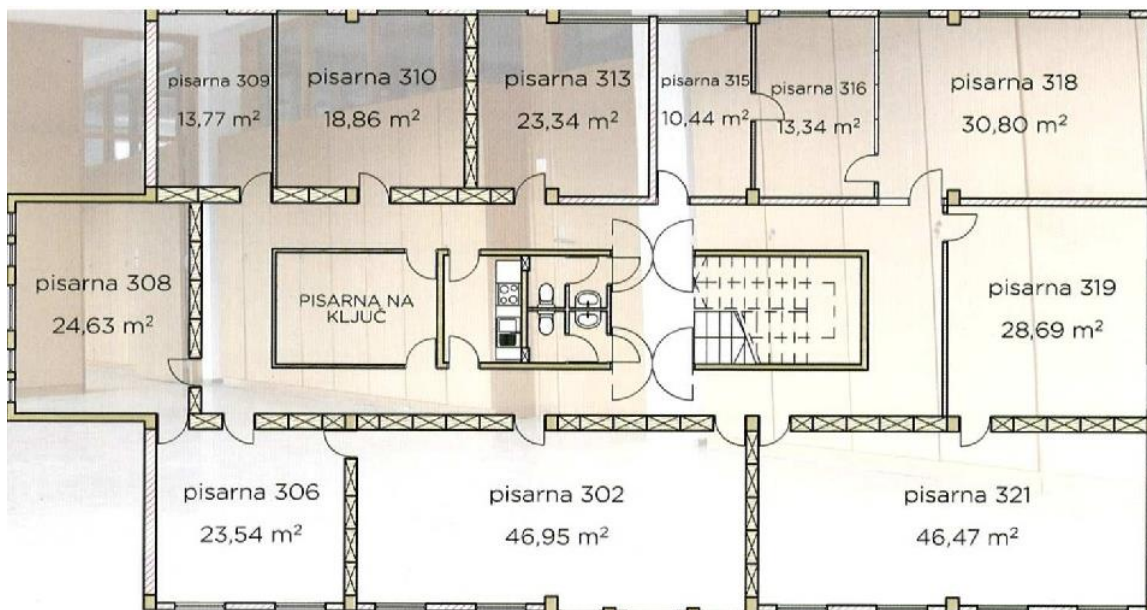 pisarna 309
13,77 m²
pisarna 310
18,86 m²
pisarna 313
23,34 m²
pisarna 315
10,44 m²
pisarna 316
13,34 m²
pisarna 318
30,80 m²
pisarna 308
24,63 m²
PISARNA NA
KLJUČ
pisarna 319
28,69 m²
pisarna 306
23,54 m²
pisarna 302
46,95 m²
pisarna 321
46,47 m²